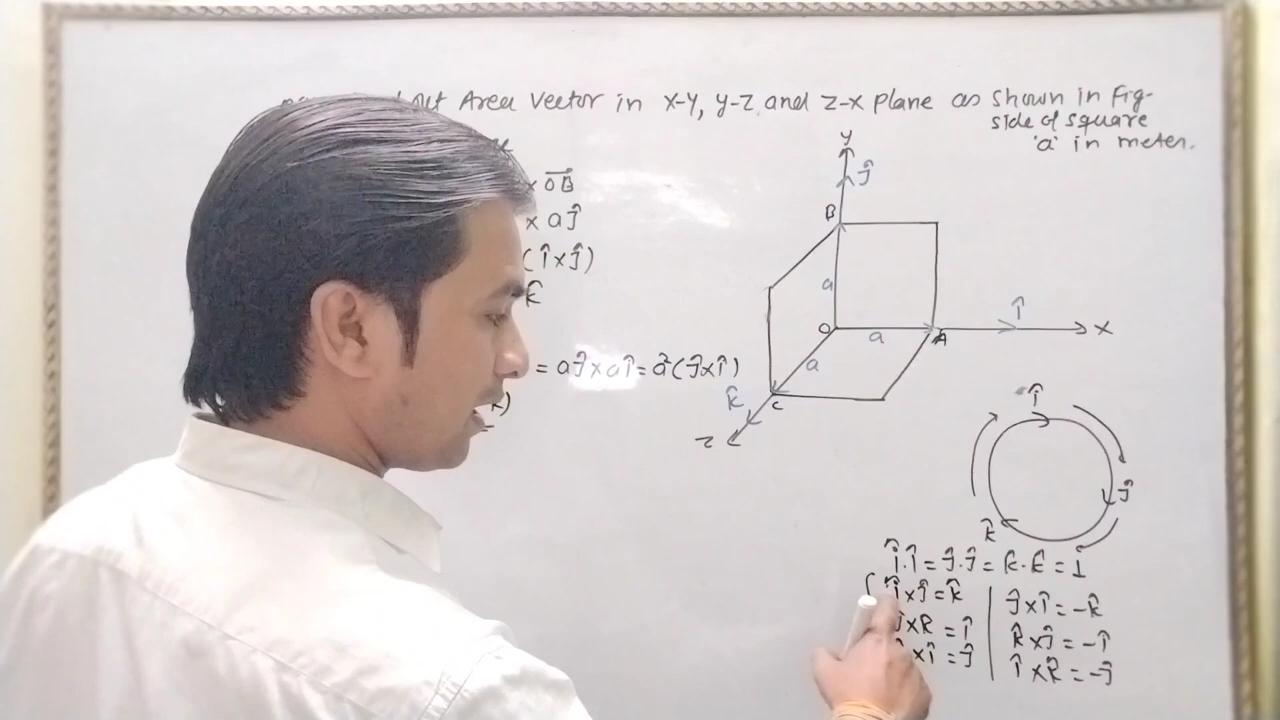 Area Vector in x-y, y-z and z-x plane as shown in fig-
side of square
'a' in meter.
× OB⃗
× aĵ
(î×ĵ)
k̂
= aĵ×aî = a²(ĵ×î)
y
ĵ
B
a
O
a
A
î
x
a
k̂
C
z
î
ĵ
k̂
î.î = ĵ.ĵ = k̂.k̂ = 1
î×ĵ = k̂
ĵ×î = -k̂
ĵ×k̂ = î
k̂×ĵ = -î
×î = ĵ
î×k̂ = -ĵ